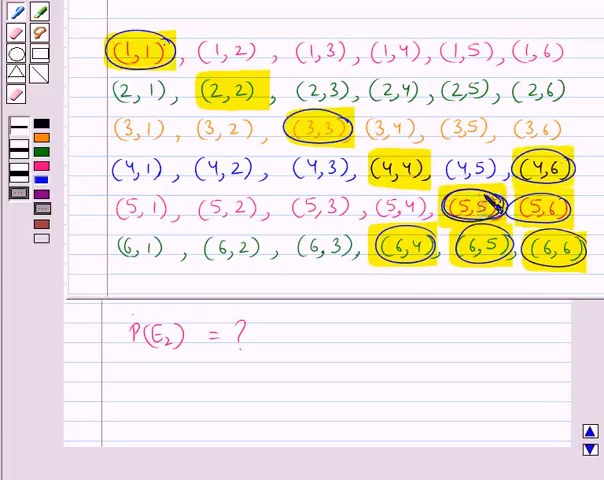 (1,1), (1,2), (1,3), (1,4), (1,5), (1,6)
(2,1), (2,2), (2,3), (2,4), (2,5), (2,6)
(3,1), (3,2), (3,3), (3,4), (3,5), (3,6)
(4,1), (4,2), (4,3), (4,4), (4,5), (4,6)
(5,1), (5,2), (5,3), (5,4), (5,5), (5,6)
(6,1), (6,2), (6,3), (6,4), (6,5), (6,6)
P(E₂) = ?